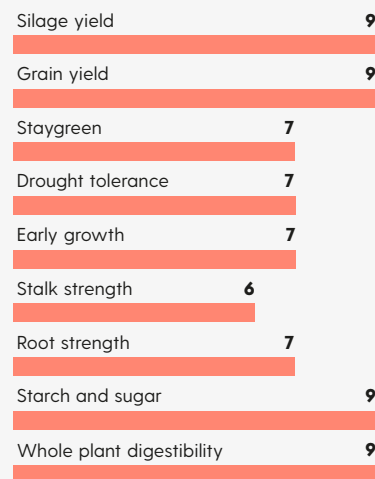 Silage yield 9
Grain yield 9
Staygreen 7
Drought tolerance 7
Early growth 7
Stalk strength 6
Root strength 7
Starch and sugar 9
Whole plant digestibility 9